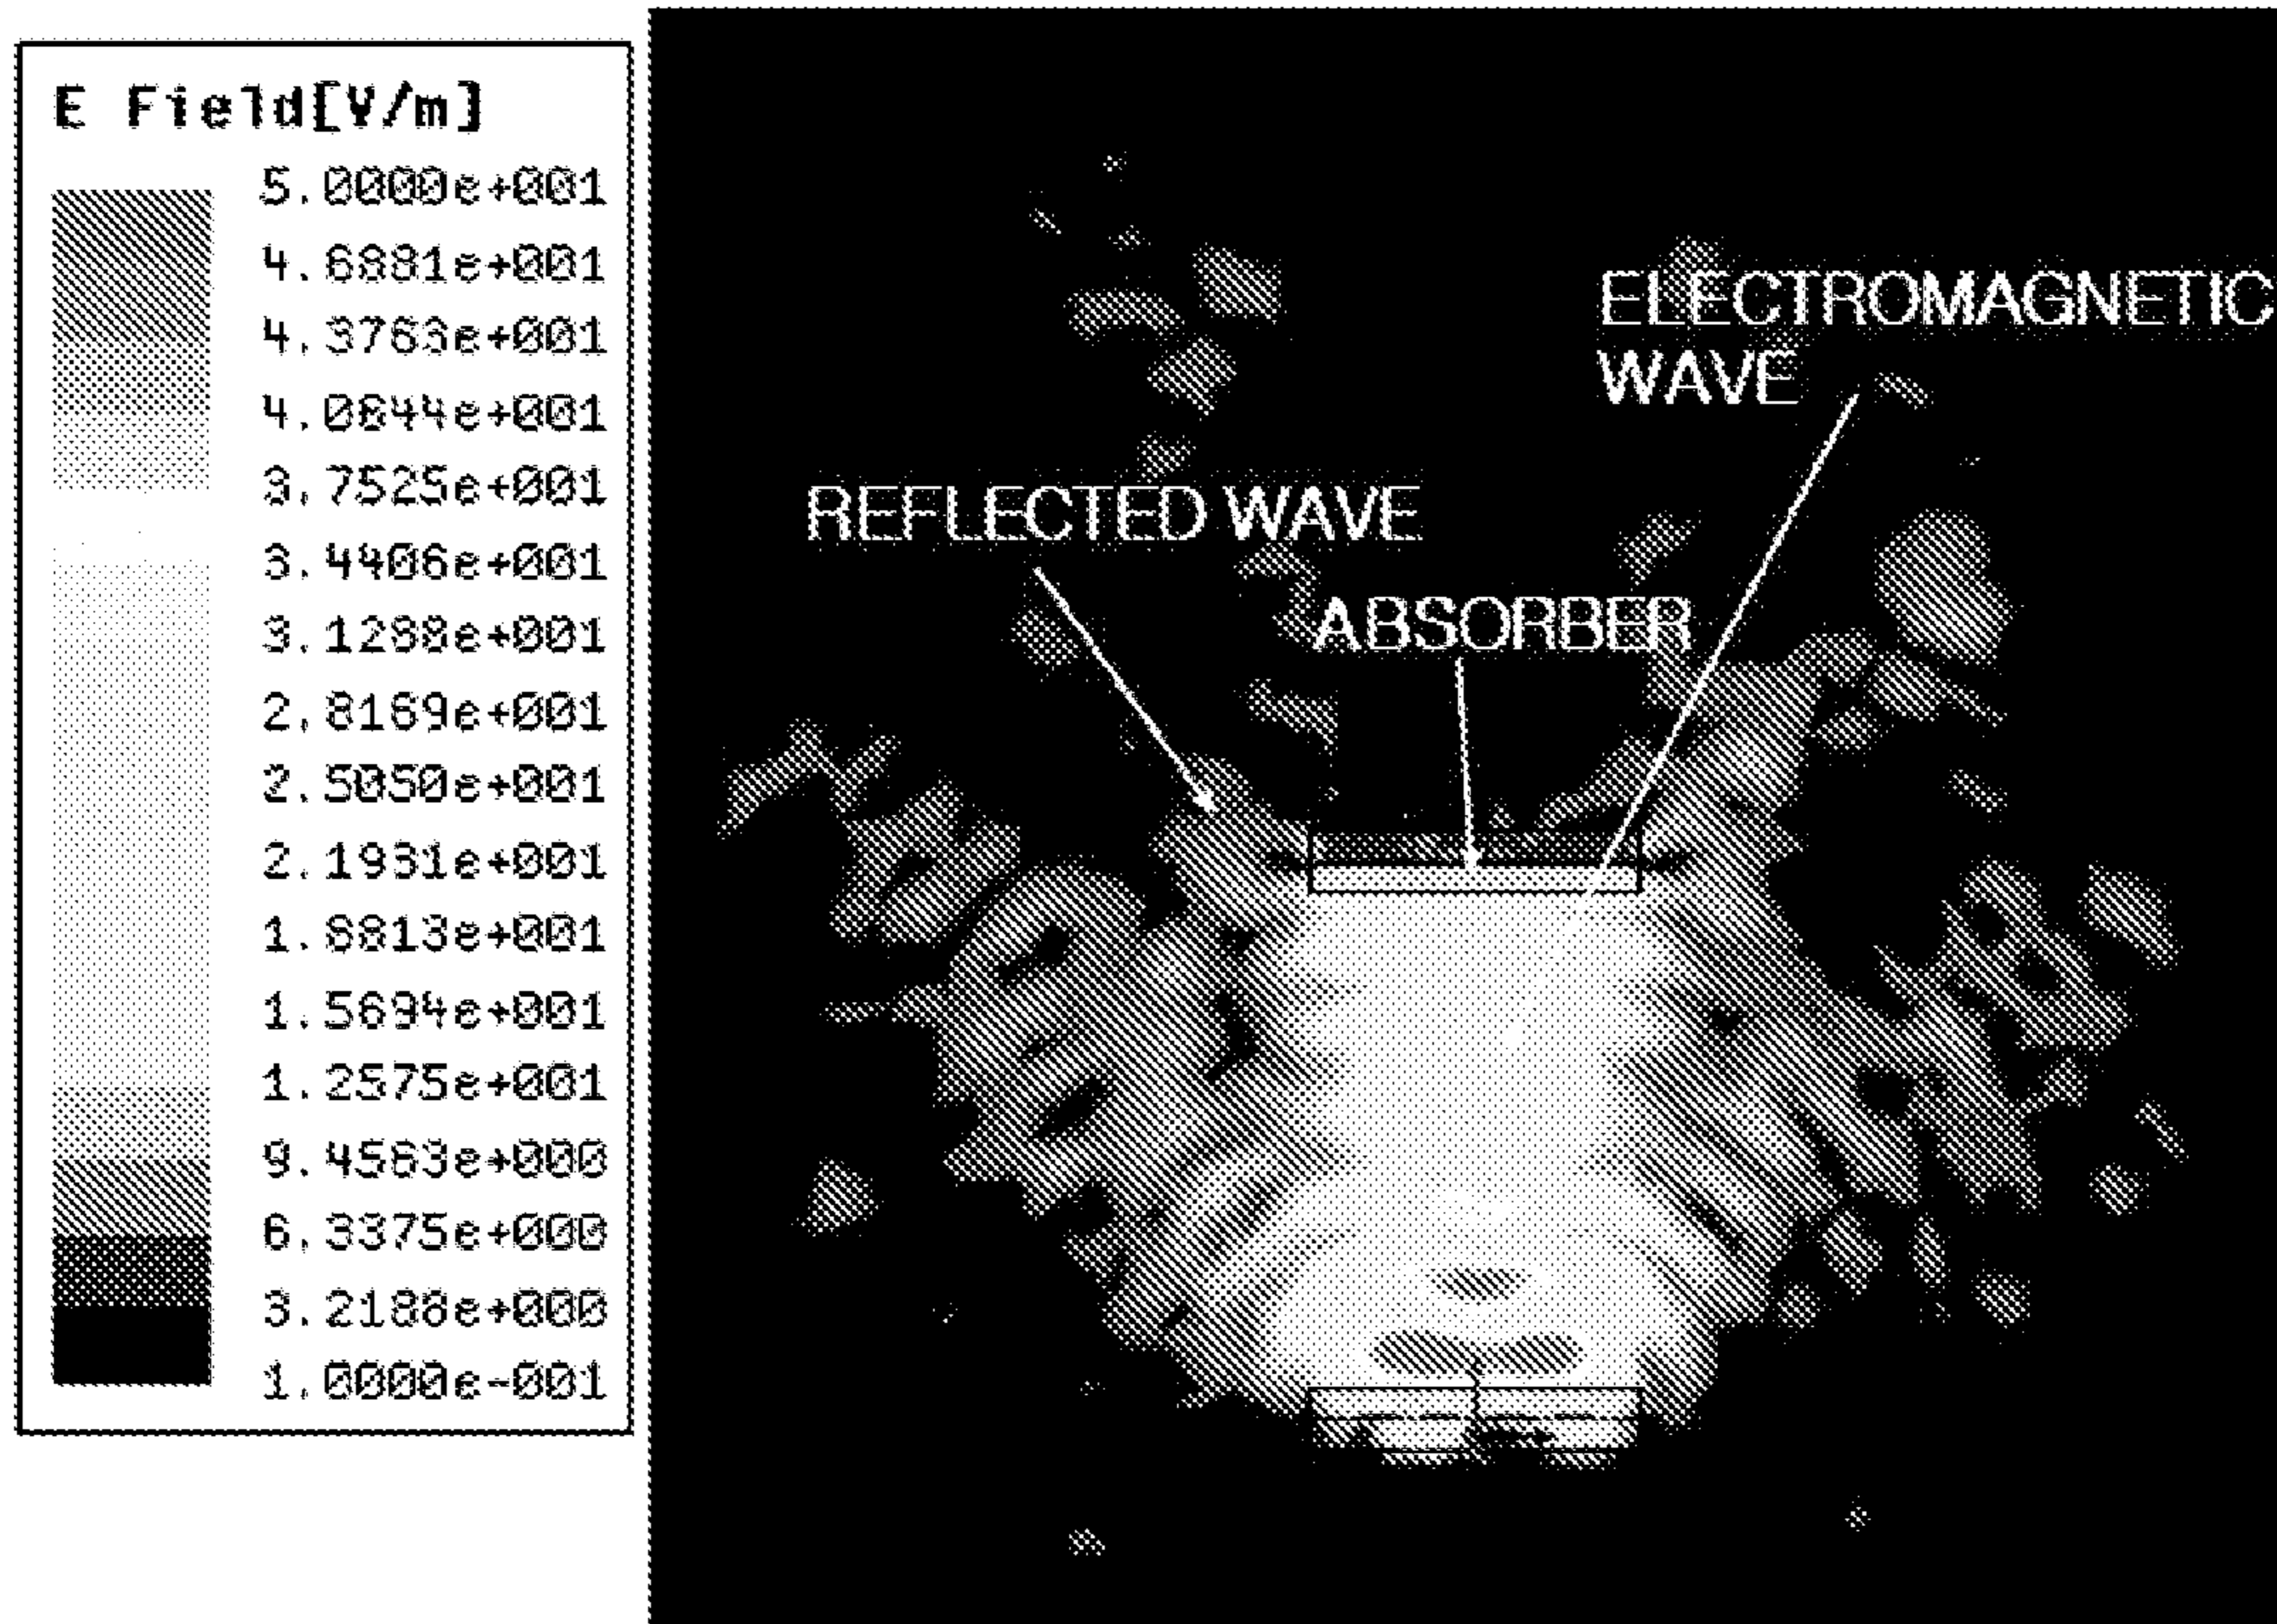 E Field[V/m]
5.0000e+001
4.6881e+001
4.3763e+001
4.0644e+001
3.7525e+001
3.4406e+001
3.1288e+001
2.8169e+001
2.5050e+001
2.1931e+001
1.8813e+001
1.5694e+001
1.2575e+001
9.4563e+000
6.3375e+000
3.2188e+000
1.0000e-001
ELECTROMAGNETIC
WAVE
REFLECTED WAVE
ABSORBER